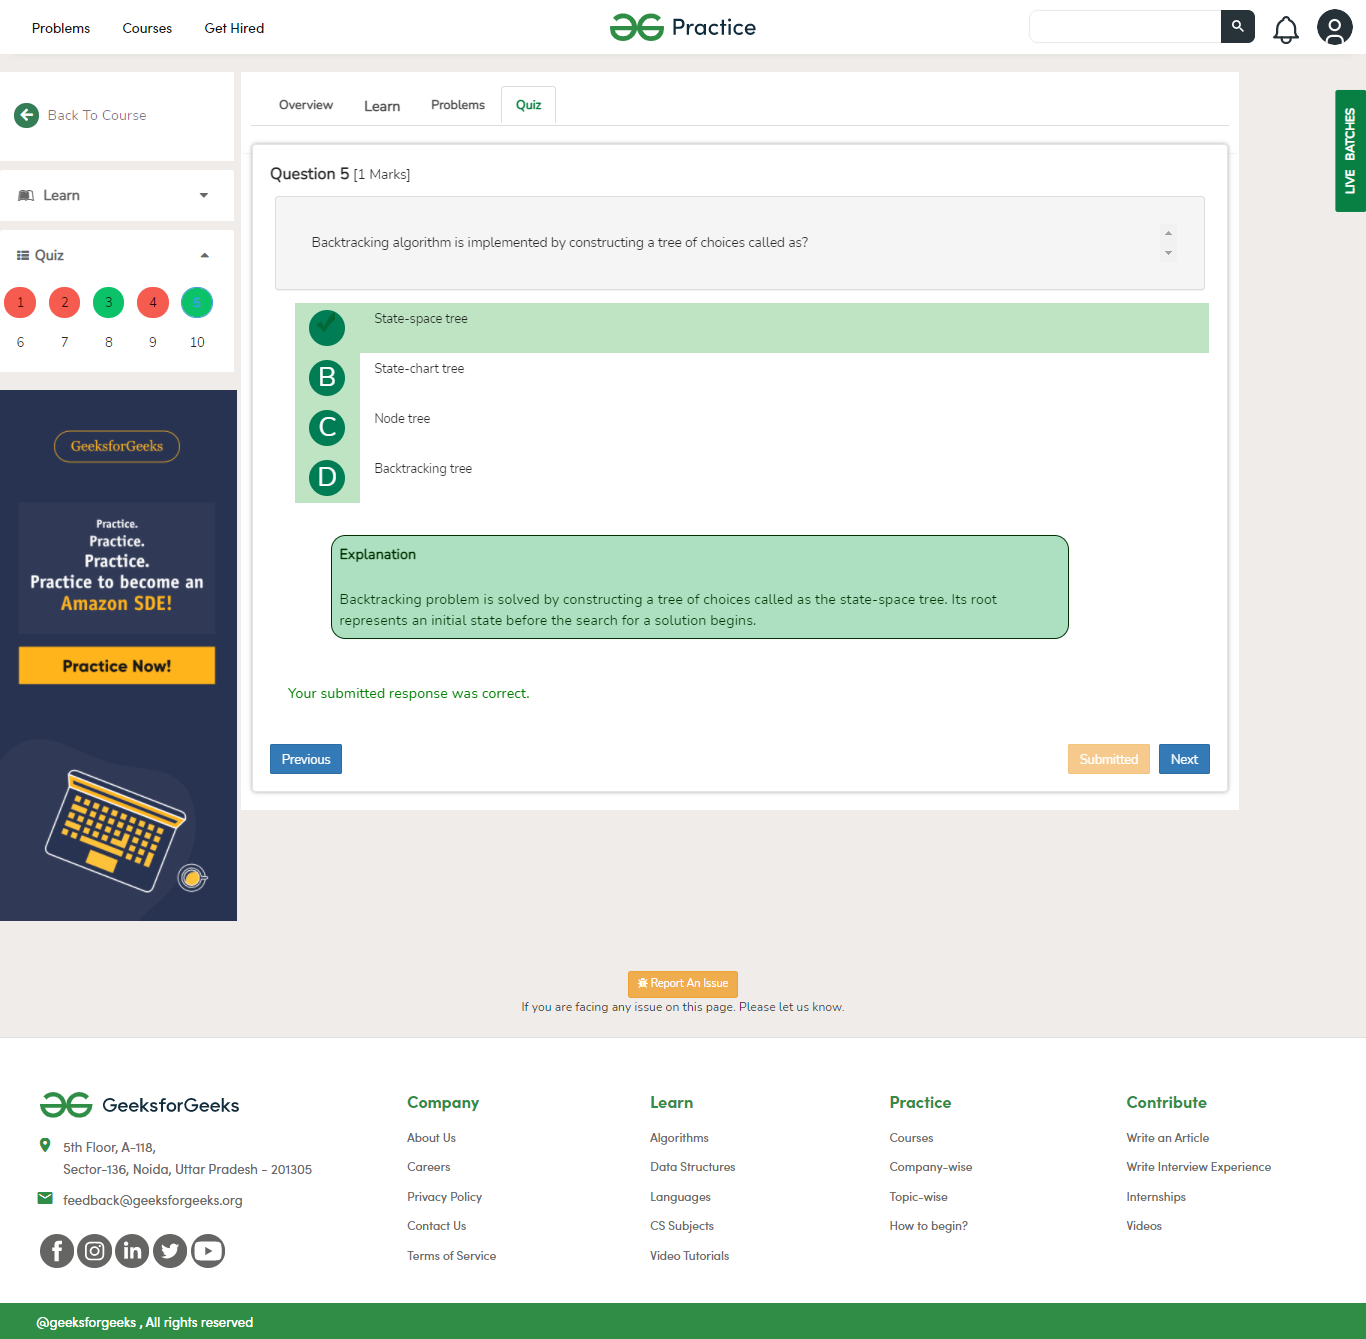 Problems
Courses
Get Hired
Practice
Back To Course
Learn
Quiz
1 2 3 4 5
6 7 8 9 10
GeeksforGeeks
Practice.
Practice.
Practice.
Practice to become an
Amazon SDE!
Practice Now!
Overview
Learn
Problems
Quiz
Question 5 [1 Marks]
Backtracking algorithm is implemented by constructing a tree of choices called as?
State-space tree
B State-chart tree
C Node tree
D Backtracking tree
Explanation
Backtracking problem is solved by constructing a tree of choices called as the state-space tree. Its root
represents an initial state before the search for a solution begins.
Your submitted response was correct.
Previous
Submitted
Next
LIVE BATCHES
Report An Issue
If you are facing any issue on this page. Please let us know.
GeeksforGeeks
5th Floor, A-118,
Sector-136, Noida, Uttar Pradesh - 201305
feedback@geeksforgeeks.org
Company
About Us
Careers
Privacy Policy
Contact Us
Terms of Service
Learn
Algorithms
Data Structures
Languages
CS Subjects
Video Tutorials
Practice
Courses
Company-wise
Topic-wise
How to begin?
Contribute
Write an Article
Write Interview Experience
Internships
Videos
@geeksforgeeks , All rights reserved